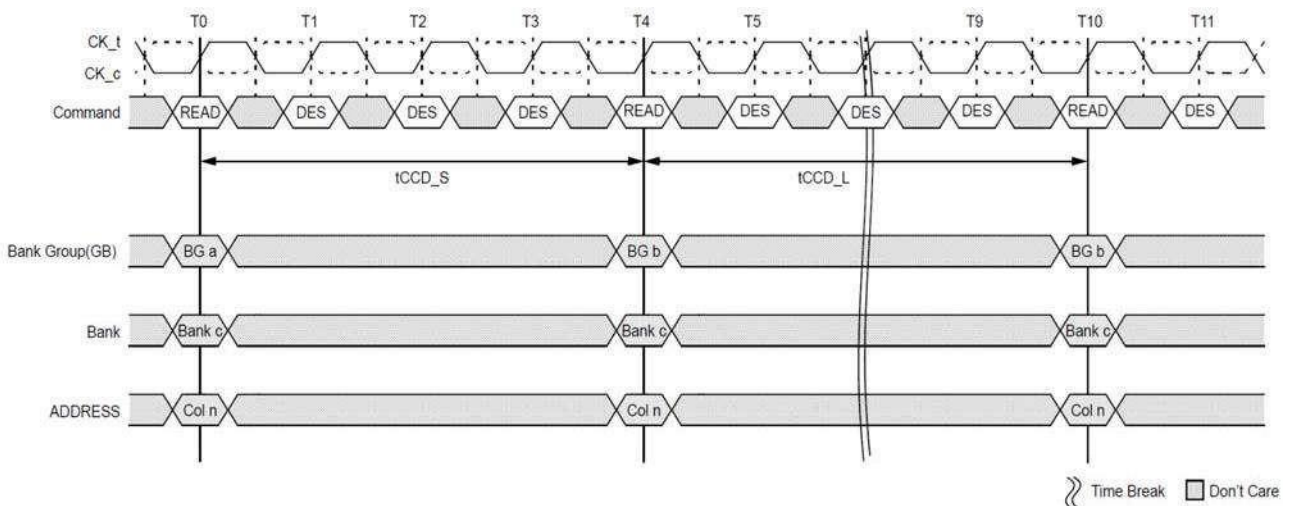 T0 T1 T2 T3 T4 T5 T9 T10 T11
CK_t
CK_c
Command READ DES DES DES READ DES DES DES READ DES
tCCD_S tCCD_L
Bank Group(GB) BG a BG b BG b
Bank Bank c Bank c Bank c
ADDRESS Col n Col n Col n
Time Break Don't Care